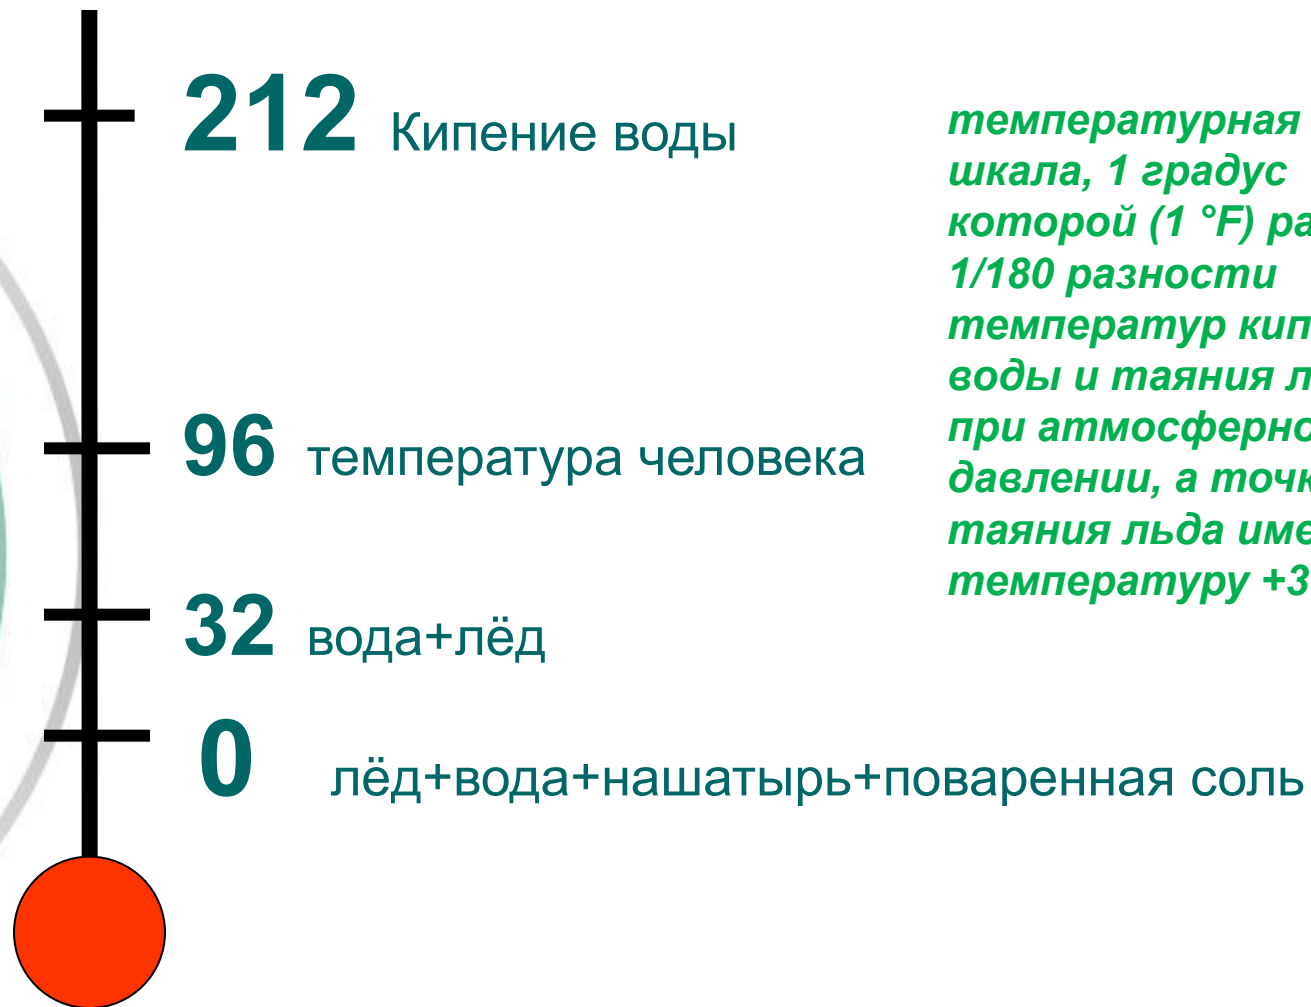 212 Кипение воды
96 температура человека
32 вода+лёд
0 лёд+вода+нашатырь+поваренная соль
температурная
шкала, 1 градус
которой (1 °F)
1/180 разности
температур
воды и таяния
при
давлении, а
таяния льда
температуру